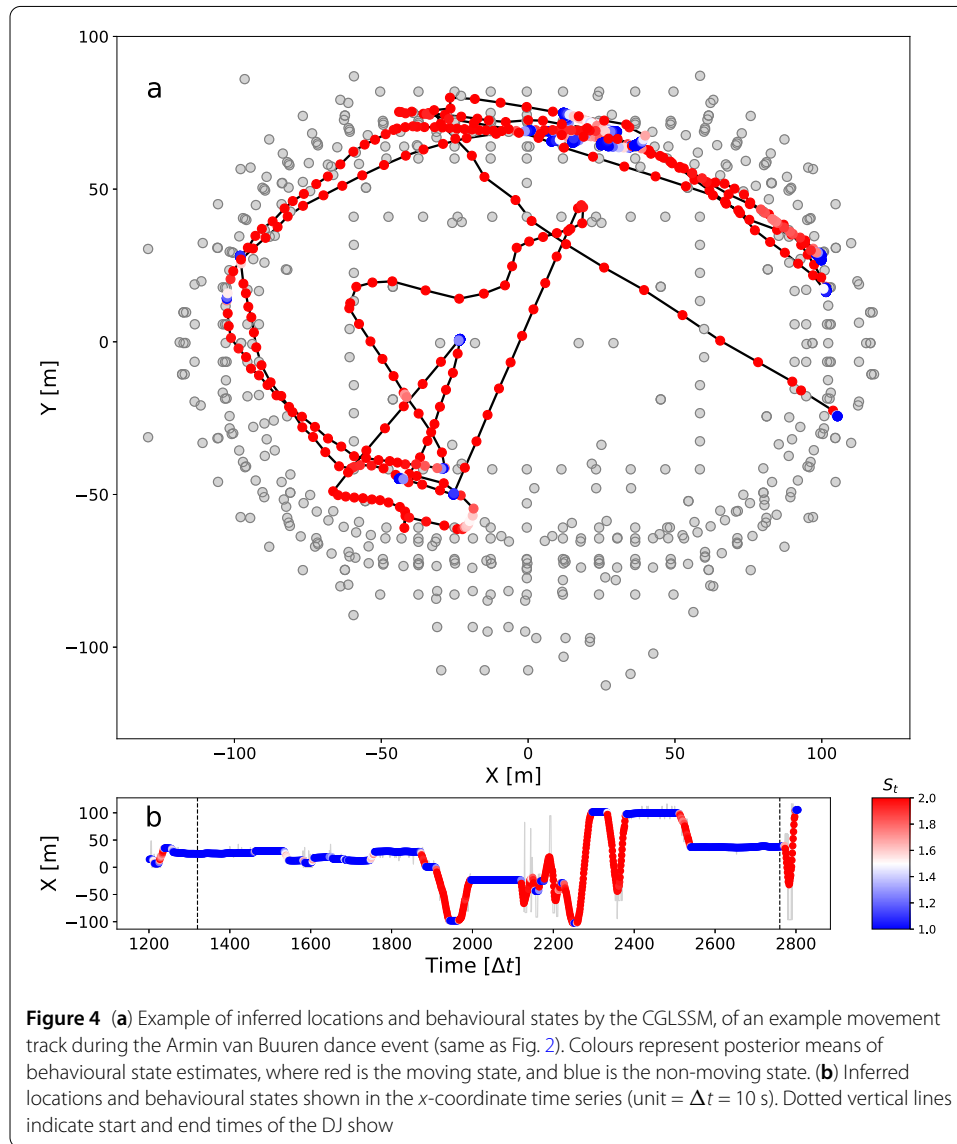 100
50
0
−50
−100
Y [m]
a
−100
−50
0
50
100
X [m]
b
100
50
0
−50
−100
X [m]
1200
1400
1600
1800
2000
2200
2400
2600
2800
Time [Δt]
S_t
2.0
1.8
1.6
1.4
1.2
1.0
Figure 4 (a) Example of inferred locations and behavioural states by the CGLSSM, of an example movement
track during the Armin van Buuren dance event (same as Fig. 2). Colours represent posterior means of
behavioural state estimates, where red is the moving state, and blue is the non-moving state. (b) Inferred
locations and behavioural states shown in the x-coordinate time series (unit = Δt = 10 s). Dotted vertical lines
indicate start and end times of the DJ show